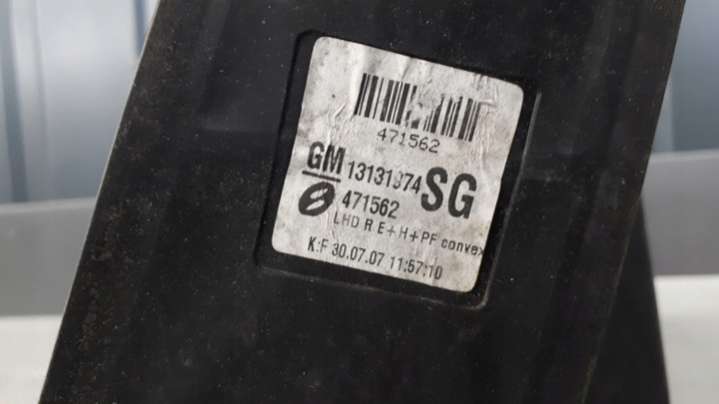 471562
GM 13131974 SG
471562
LHD R E+H+PF convex
K:F 30.07.07 11:57:10